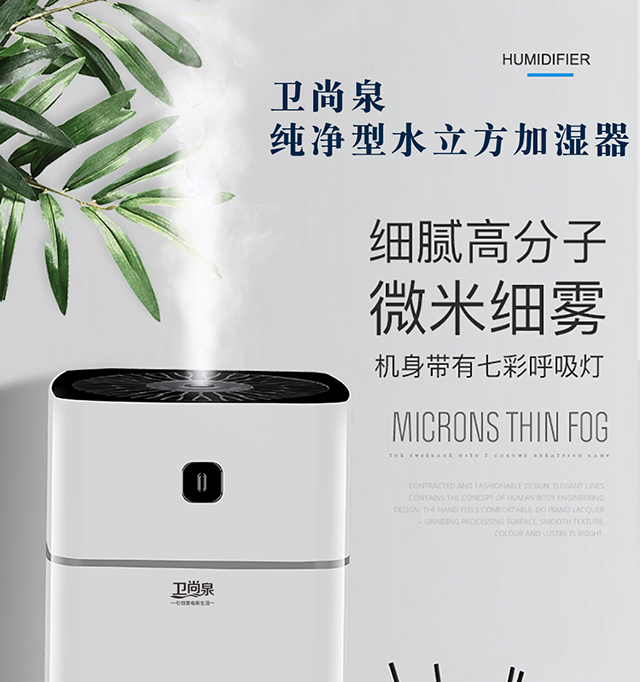 HUMIDIFIER
卫尚泉
纯净型水立方加湿器
细腻高分子
微米细雾
机身带有七彩呼吸灯
MICRONS THIN FOG
CONTRACTED AND FASHIONABLE DESIGN, ELEGANT LINES
CONTAINS THE CONCEPT OF HUMAN BODY ENGINEERING
DESIGN, THE HAND FEELS COMFORTABLE. DO PIANO LACQUER
+ GRINDING PROCESSING SURFACE, SMOOTH TEXTURE,
COLOUR AND LUSTRE IS BRIGHT.
卫尚泉